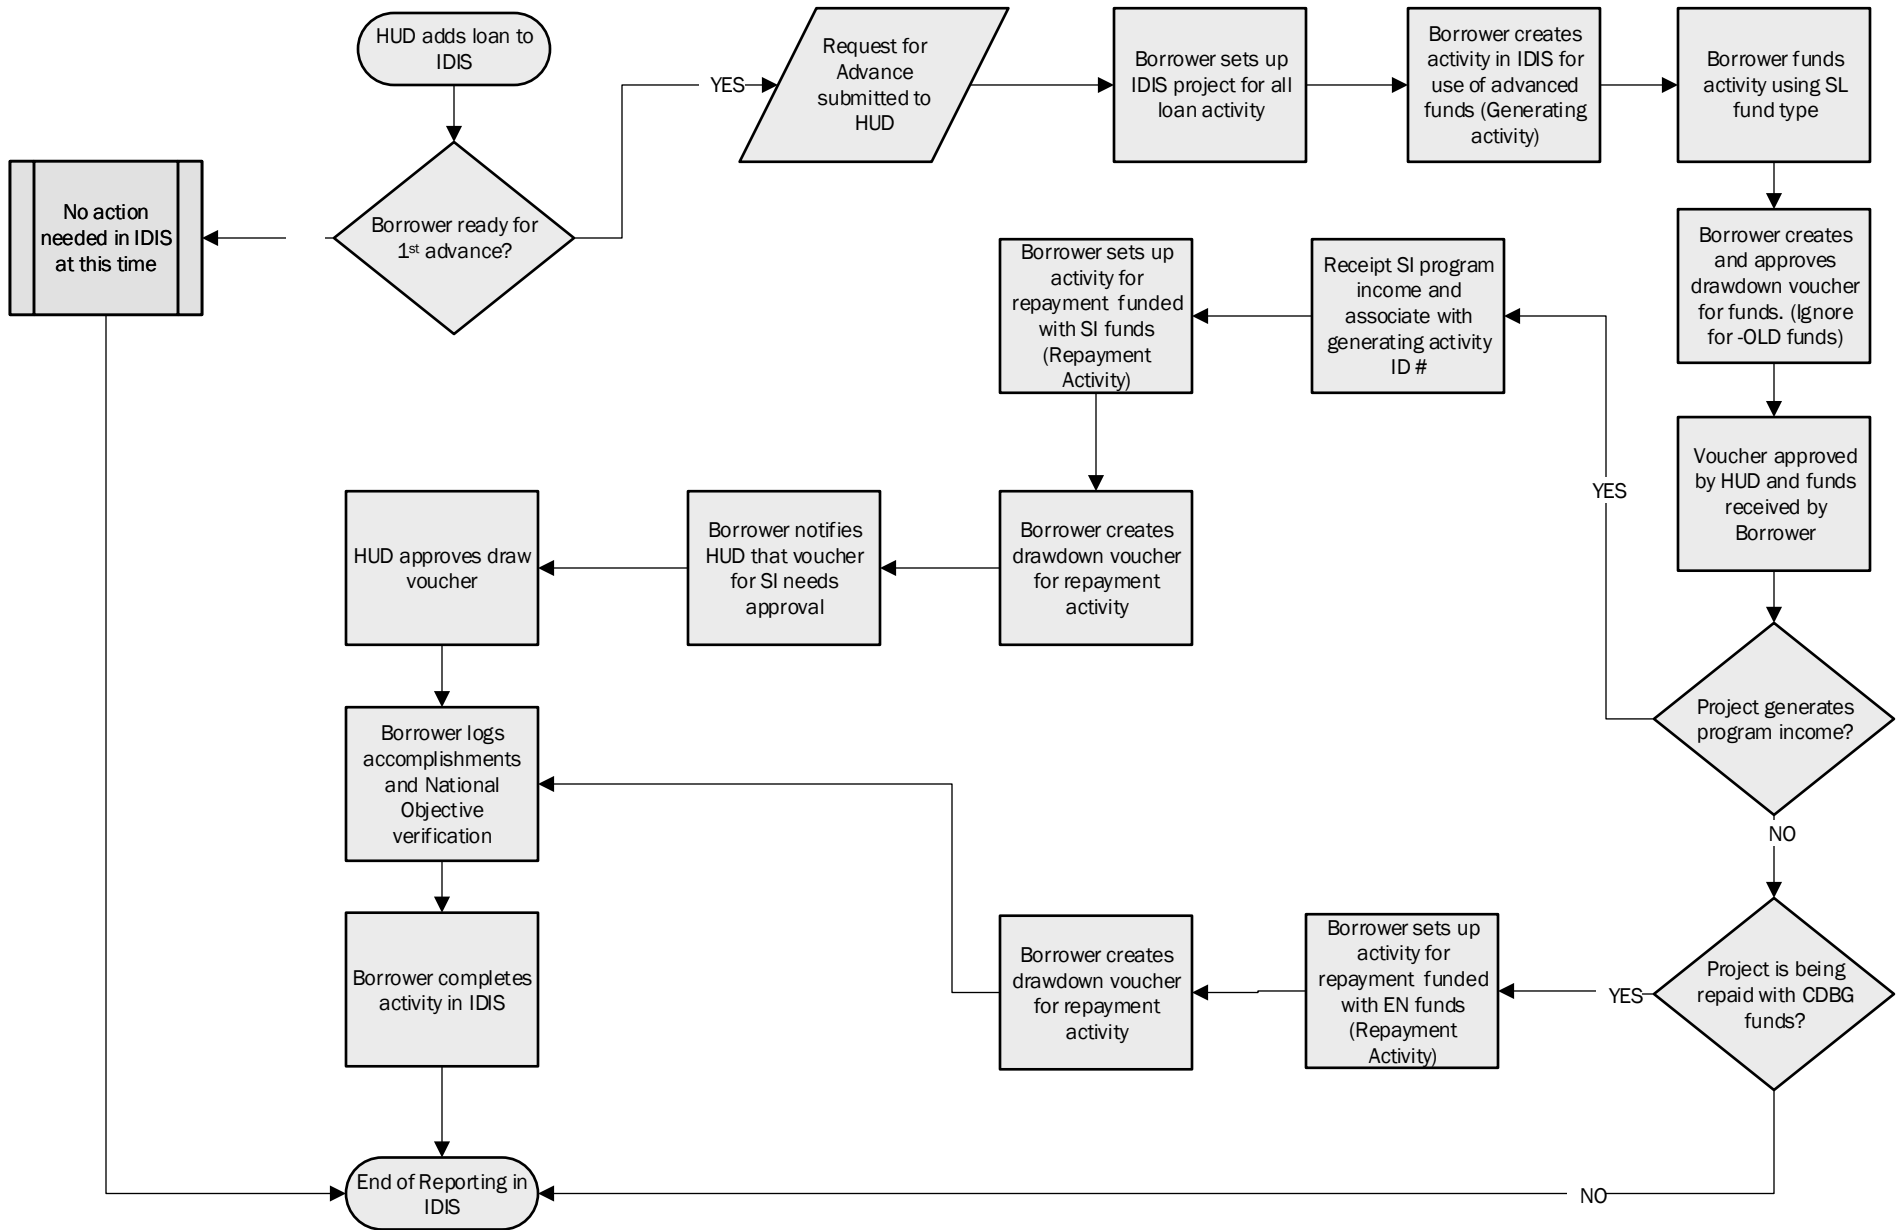 HUD adds loan to
IDIS
Borrower ready for
1st advance?
No action
needed in IDIS
at this time
YES
Request for
Advance
submitted to
HUD
Borrower sets up
IDIS project for all
loan activity
Borrower creates
activity in IDIS for
use of advanced
funds (Generating
activity)
Borrower funds
activity using SL
fund type
Borrower creates
and approves
drawdown voucher
for funds. (Ignore
for -OLD funds)
Voucher approved
by HUD and funds
received by
Borrower
Project generates
program income?
YES
Receipt SI program
income and
associate with
generating activity
ID #
Borrower sets up
activity for
repayment funded
with SI funds
(Repayment
Activity)
Borrower creates
drawdown voucher
for repayment
activity
Borrower notifies
HUD that voucher
for SI needs
approval
HUD approves draw
voucher
Borrower logs
accomplishments
and National
Objective
verification
Borrower completes
activity in IDIS
NO
Project is being
repaid with CDBG
funds?
YES
Borrower sets up
activity for
repayment funded
with EN funds
(Repayment
Activity)
Borrower creates
drawdown voucher
for repayment
activity
NO
End of Reporting in
IDIS